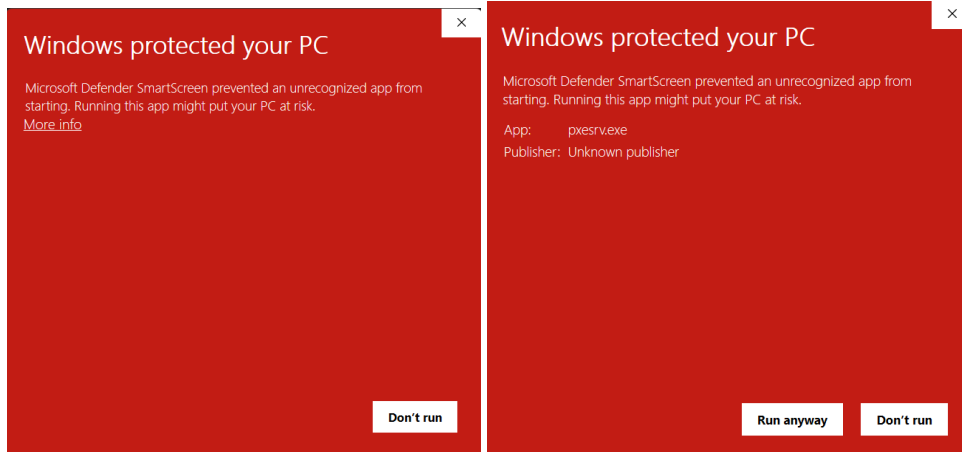 Windows protected your PC
Microsoft Defender SmartScreen prevented an unrecognized app from
starting. Running this app might put your PC at risk.
More info
Don't run
Windows protected your PC
Microsoft Defender SmartScreen prevented an unrecognized app from
starting. Running this app might put your PC at risk.
App: pxesrv.exe
Publisher: Unknown publisher
Run anyway Don't run